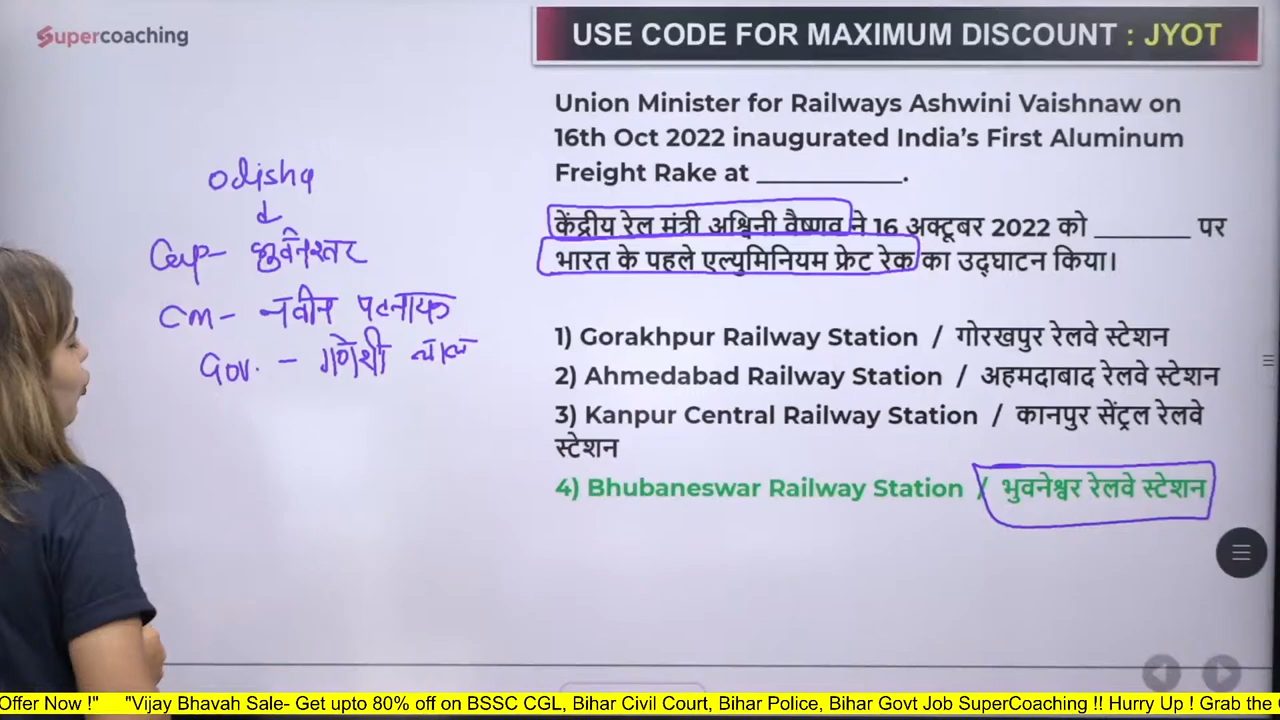 Supercoaching
USE CODE FOR MAXIMUM DISCOUNT : JYOT
Union Minister for Railways Ashwini Vaishnaw on
16th Oct 2022 inaugurated India's First Aluminum
Freight Rake at ___________.
केंद्रीय रेल मंत्री अश्विनी वैष्णव ने 16 अक्टूबर 2022 को ________ पर
भारत के पहले एल्युमिनियम फ्रेट रेक का उद्घाटन किया।
1) Gorakhpur Railway Station / गोरखपुर रेलवे स्टेशन
2) Ahmedabad Railway Station / अहमदाबाद रेलवे स्टेशन
3) Kanpur Central Railway Station / कानपुर सेंट्रल रेलवे
स्टेशन
4) Bhubaneswar Railway Station / भुवनेश्वर रेलवे स्टेशन
Odisha
Cap- भुवनेश्वर
CM- नवीन पटनायक
Gov. - गणेशी लाल
Offer Now !" "Vijay Bhavah Sale- Get upto 80% off on BSSC CGL, Bihar Civil Court, Bihar Police, Bihar Govt Job SuperCoaching !! Hurry Up ! Grab the